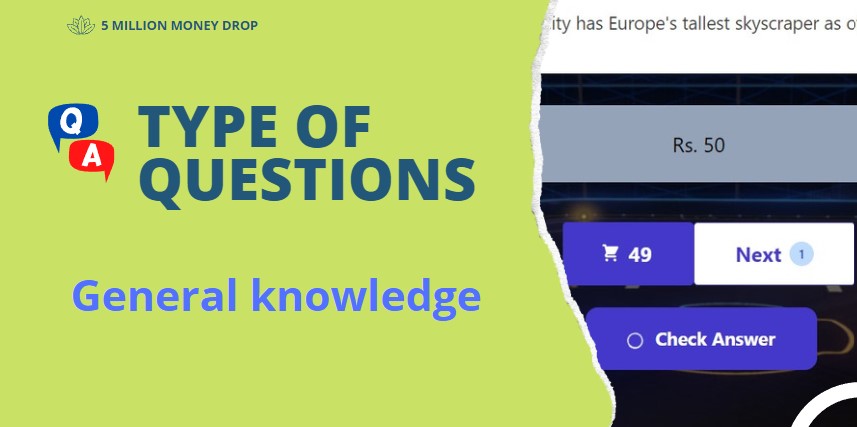 5 MILLION MONEY DROP
Q
A
TYPE OF
QUESTIONS
General knowledge
ity has Europe's tallest skyscraper as o
Rs. 50
49
Next 1
Check Answer